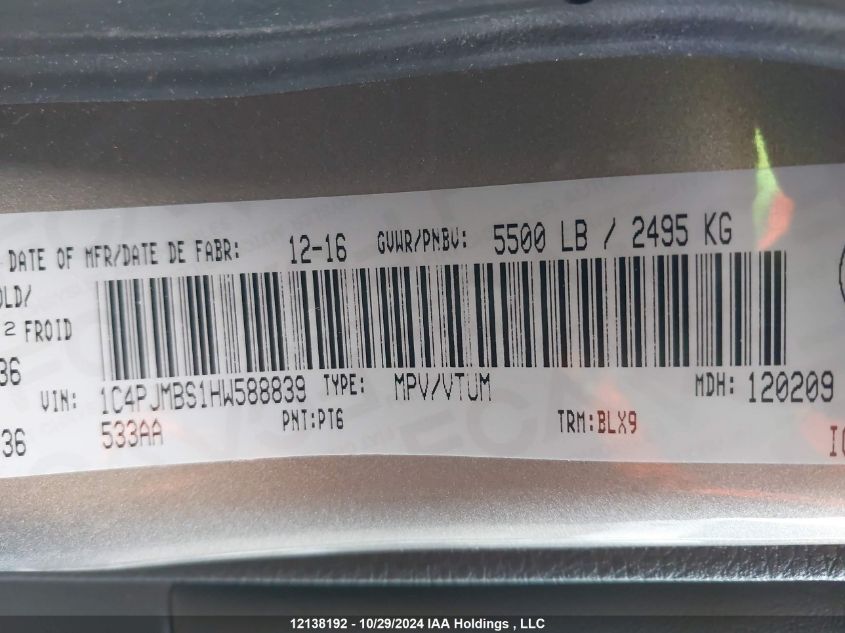 DATE OF MFR/DATE DE FABR: 12-16 GVWR/PNBV: 5500 LB / 2495 KG
OLD/
2 FROID
36
VIN: 1C4PJMBS1HW588839 TYPE: MPV/VTUM MDH: 120209
36 533AA PNT:PT6 TRM:BLX9
12138192 - 10/29/2024 IAA Holdings , LLC